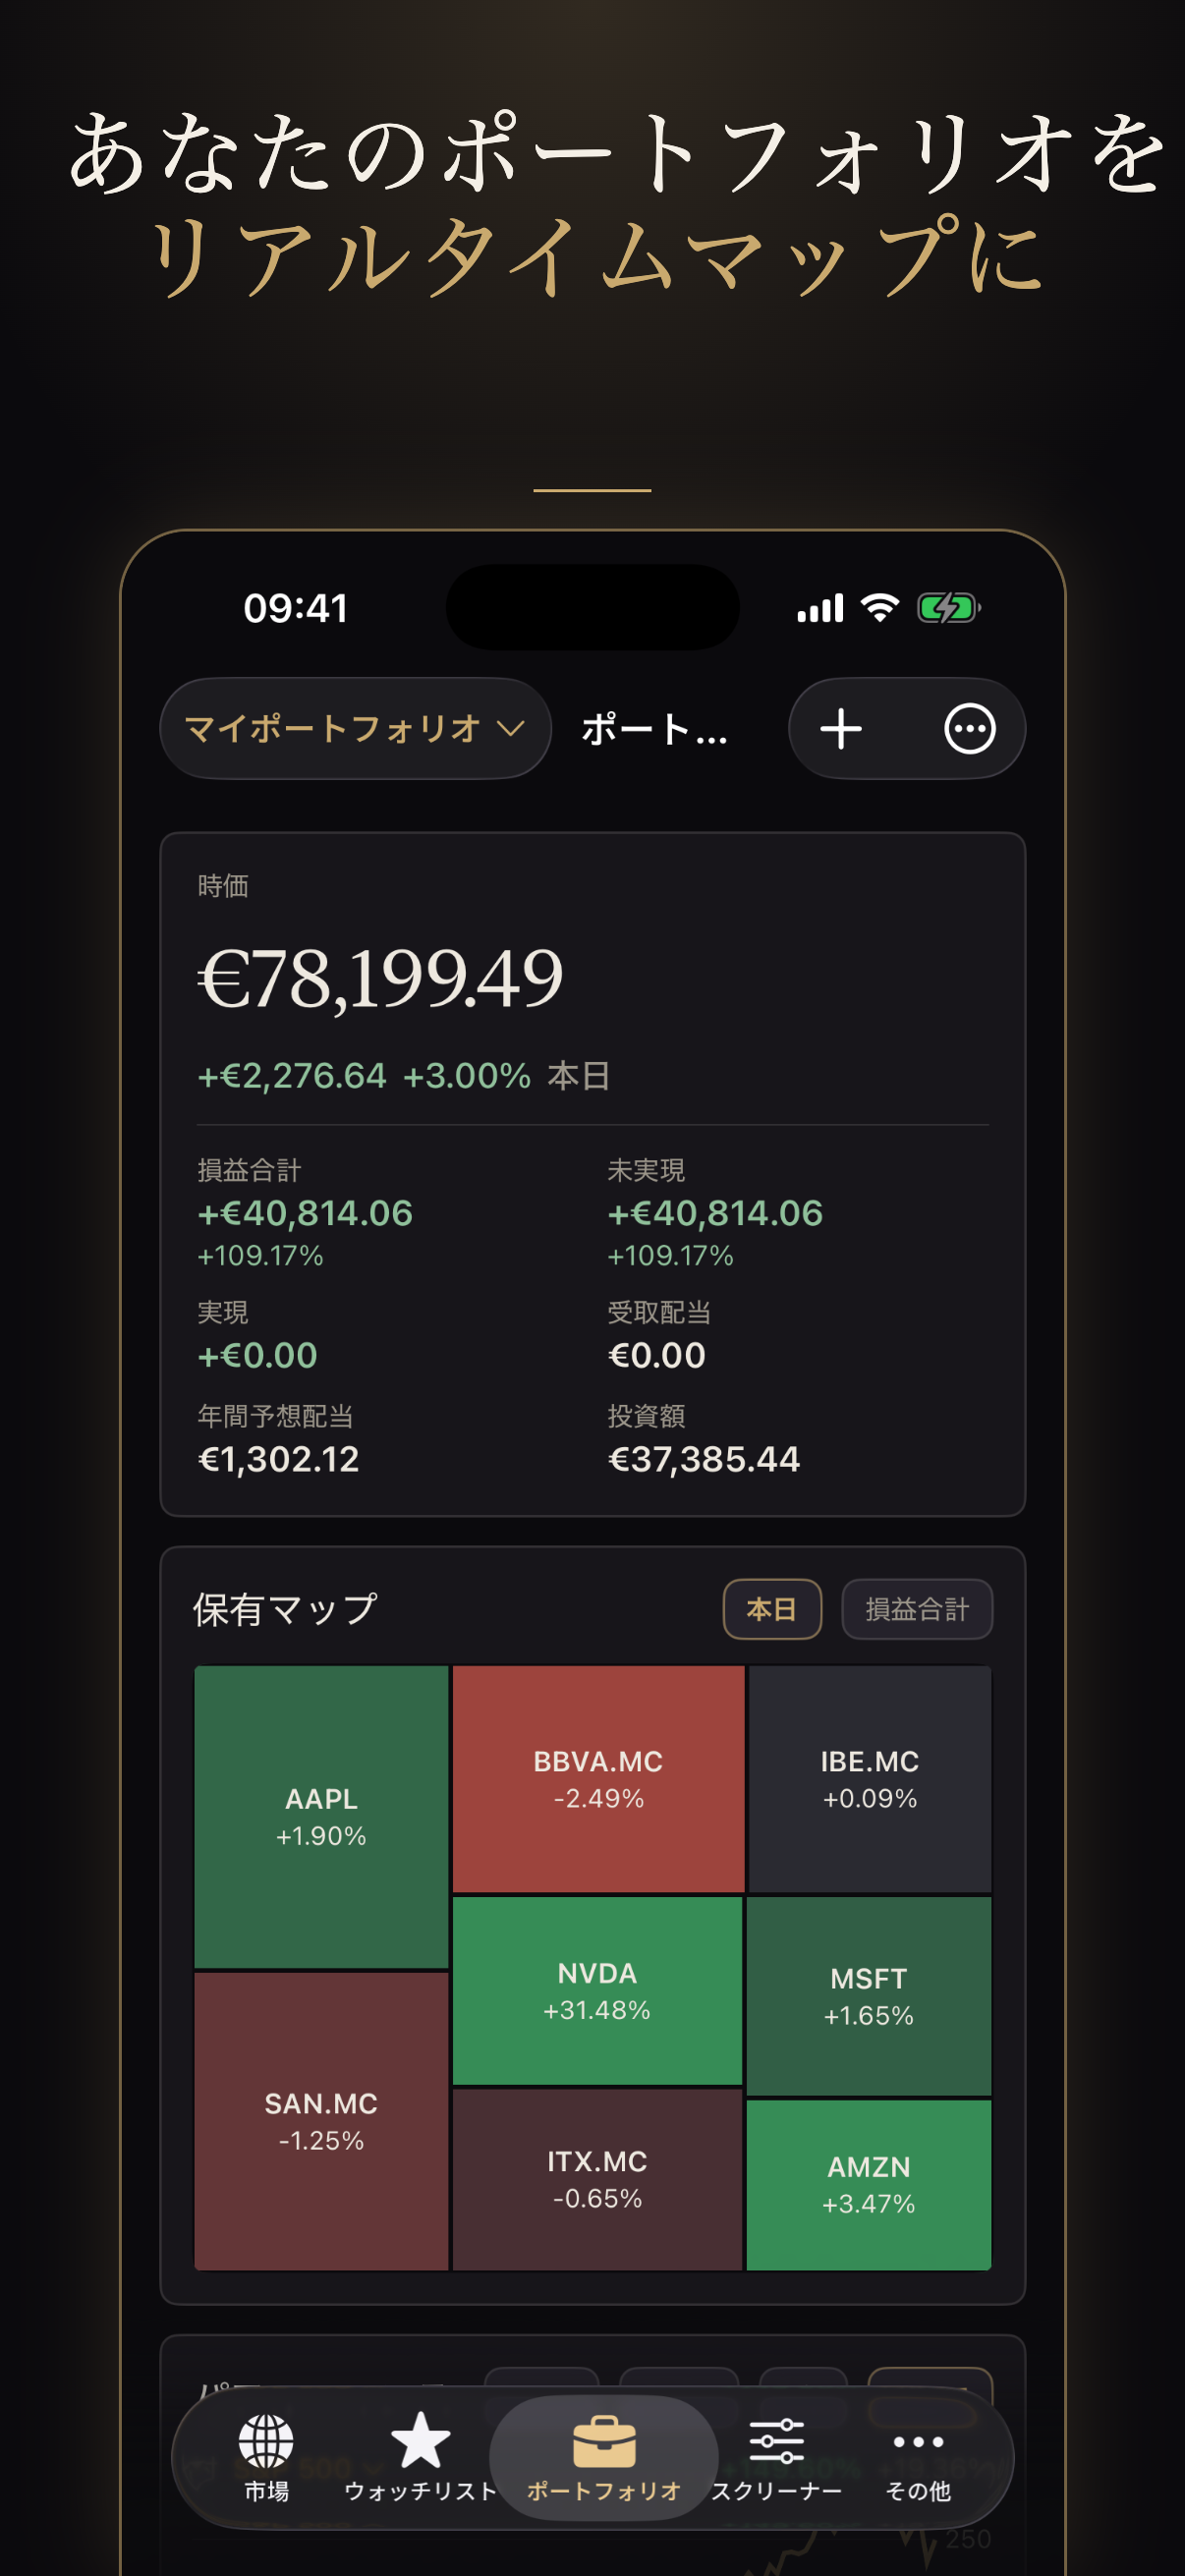 あなたのポートフォリオを
リアルタイムマップに
09:41
マイポートフォリオ
ポート...
時価
€78,199.49
+€2,276.64 +3.00% 本日
損益合計
+€40,814.06
+109.17%
未実現
+€40,814.06
+109.17%
実現
+€0.00
受取配当
€0.00
年間予想配当
€1,302.12
投資額
€37,385.44
保有マップ
本日
損益合計
AAPL
+1.90%
BBVA.MC
-2.49%
IBE.MC
+0.09%
NVDA
+31.48%
MSFT
+1.65%
SAN.MC
-1.25%
ITX.MC
-0.65%
AMZN
+3.47%
市場
ウォッチリスト
ポートフォリオ
スクリーナー
その他
250